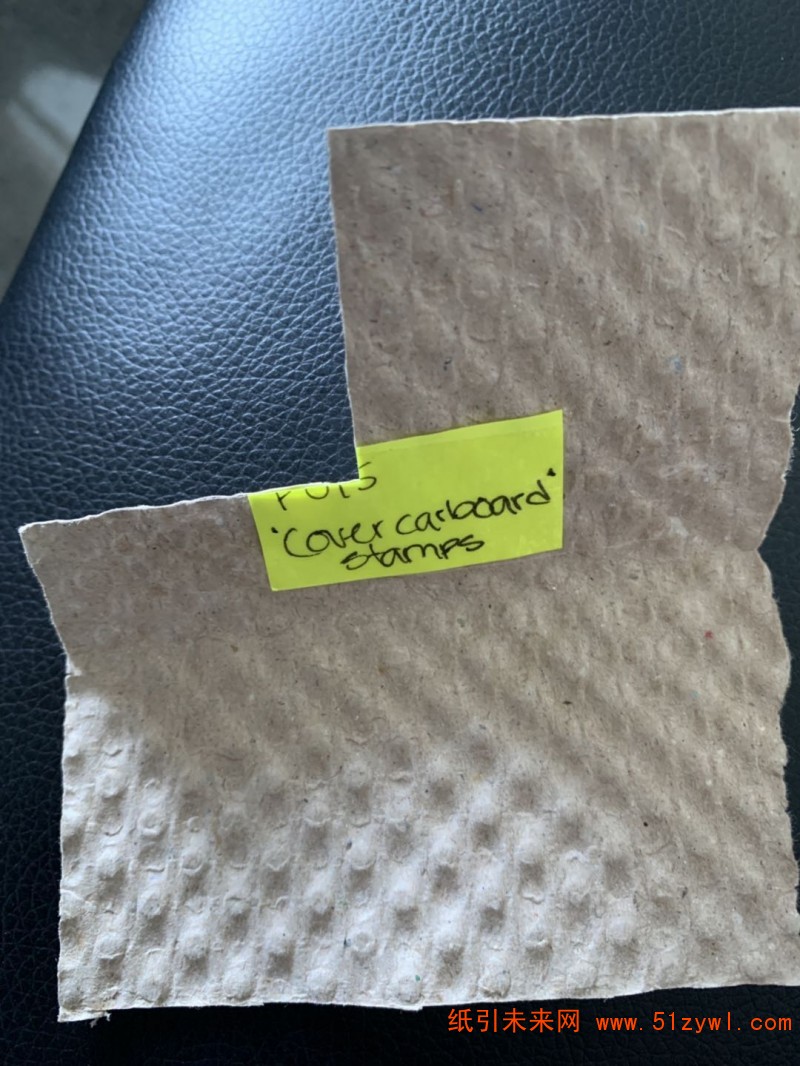 'Cover carboard'
stamps
纸引未来网 www.51zywl.com